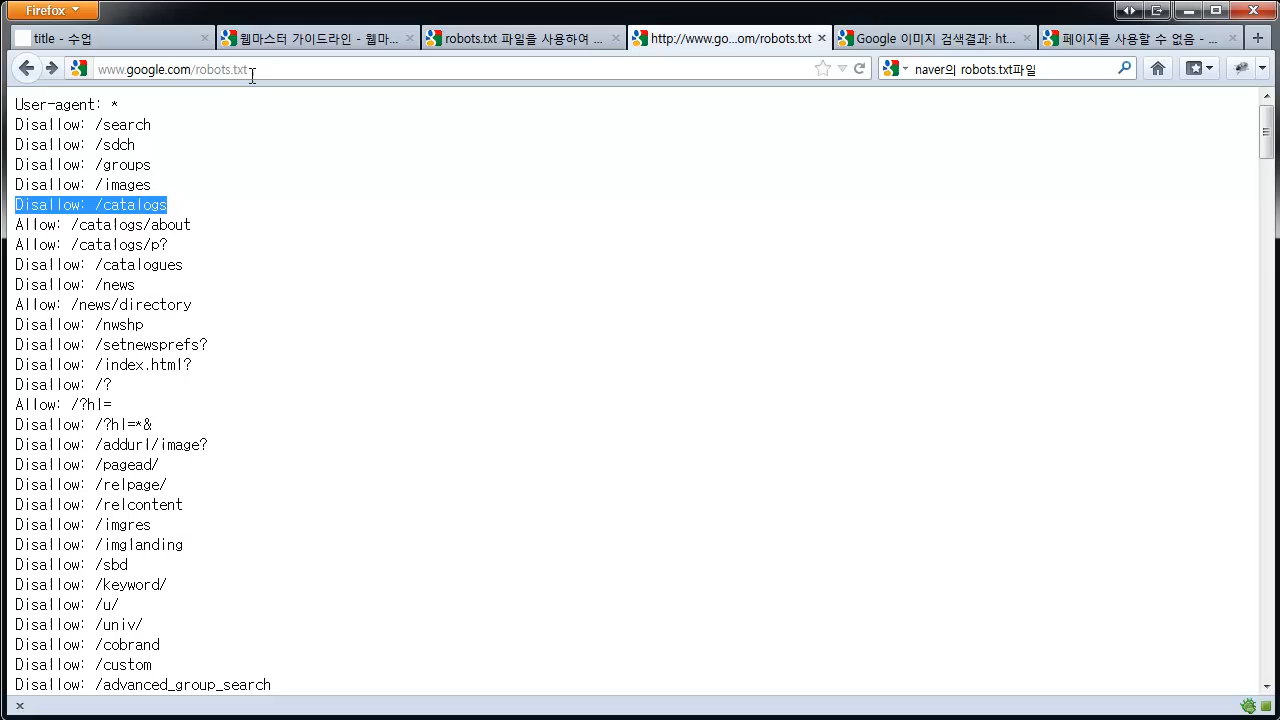 Firefox
title - 수업
웹마스터 가이드라인 - 웹마...
robots.txt 파일을 사용하여 ...
http://www.go...om/robots.txt
Google 이미지 검색결과: ht...
페이지를 사용할 수 없음 - ...
www.google.com/robots.txt
naver의 robots.txt파일
User-agent: *
Disallow: /search
Disallow: /sdch
Disallow: /groups
Disallow: /images
Disallow: /catalogs
Allow: /catalogs/about
Allow: /catalogs/p?
Disallow: /catalogues
Disallow: /news
Allow: /news/directory
Disallow: /nwshp
Disallow: /setnewsprefs?
Disallow: /index.html?
Disallow: /?
Allow: /?hl=
Disallow: /?hl=*&
Disallow: /addurl/image?
Disallow: /pagead/
Disallow: /relpage/
Disallow: /relcontent
Disallow: /imgres
Disallow: /imglanding
Disallow: /sbd
Disallow: /keyword/
Disallow: /u/
Disallow: /univ/
Disallow: /cobrand
Disallow: /custom
Disallow: /advanced_group_search